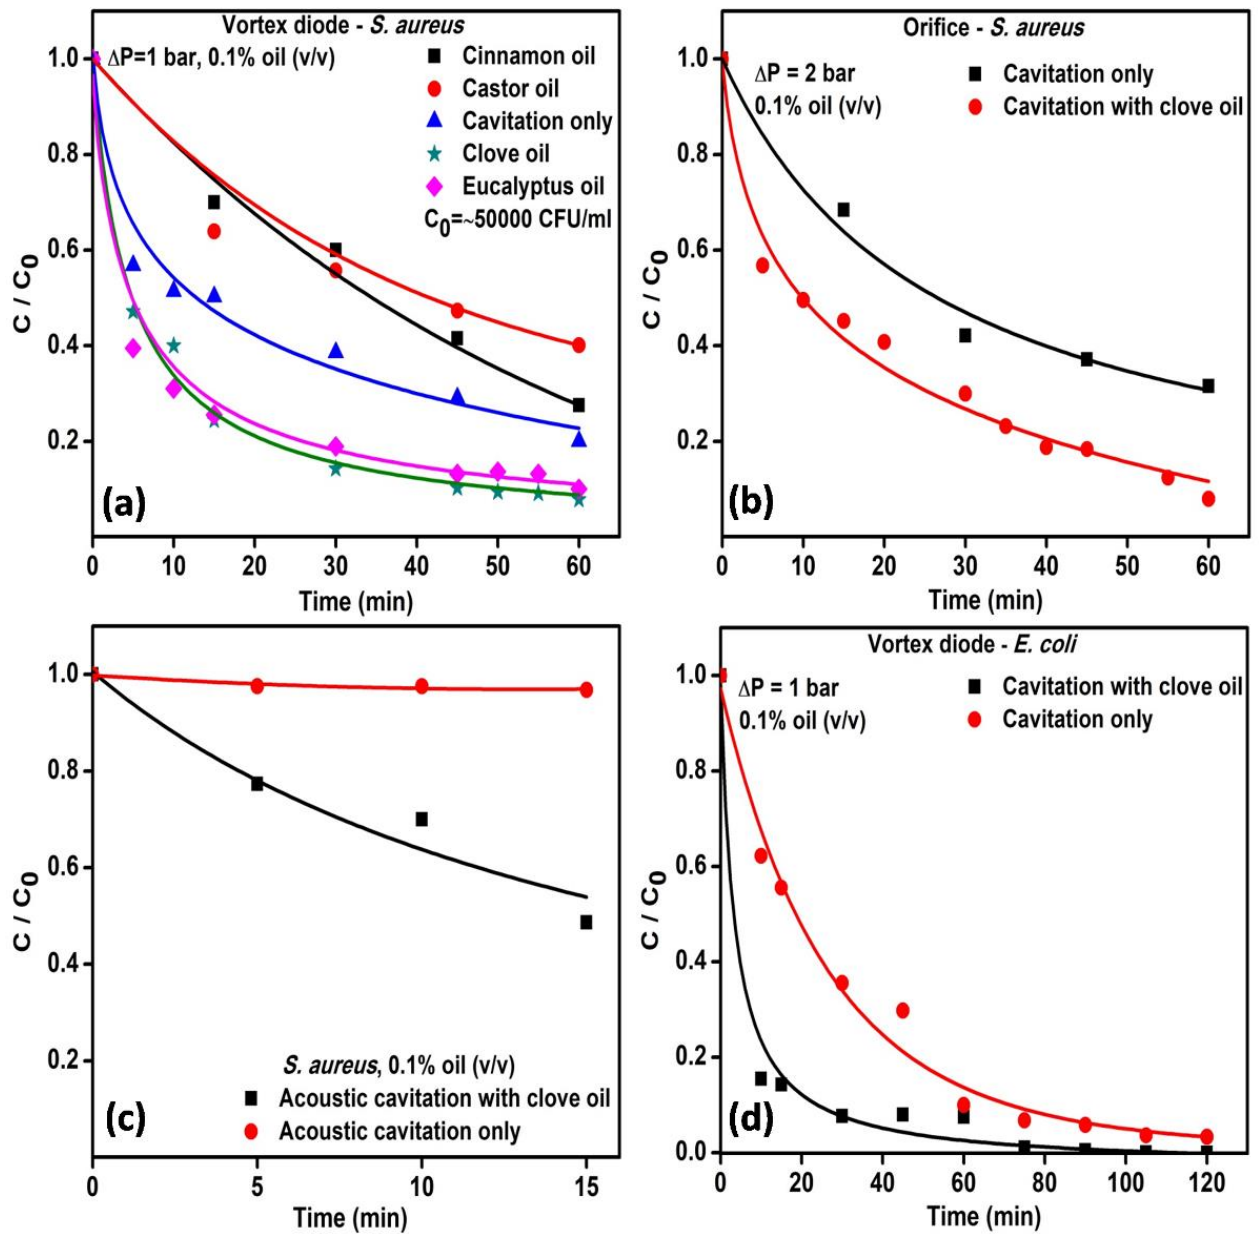 Vortex diode - S. aureus
ΔP=1 bar, 0.1% oil (v/v)
Cinnamon oil
Castor oil
Cavitation only
Clove oil
Eucalyptus oil
C0=~50000 CFU/ml
1.0
0.8
0.6
0.4
0.2
C / C0
(a)
0 10 20 30 40 50 60
Time (min)
Orifice - S. aureus
ΔP = 2 bar
0.1% oil (v/v)
Cavitation only
Cavitation with clove oil
1.0
0.8
0.6
0.4
0.2
C / C0
(b)
0 10 20 30 40 50 60
Time (min)
1.0
0.8
0.6
0.4
0.2
C / C0
S. aureus, 0.1% oil (v/v)
Acoustic cavitation with clove oil
Acoustic cavitation only
(c)
0 5 10 15
Time (min)
Vortex diode - E. coli
ΔP = 1 bar
0.1% oil (v/v)
Cavitation with clove oil
Cavitation only
1.0
0.8
0.6
0.4
0.2
0.0
C / C0
(d)
0 20 40 60 80 100 120
Time (min)